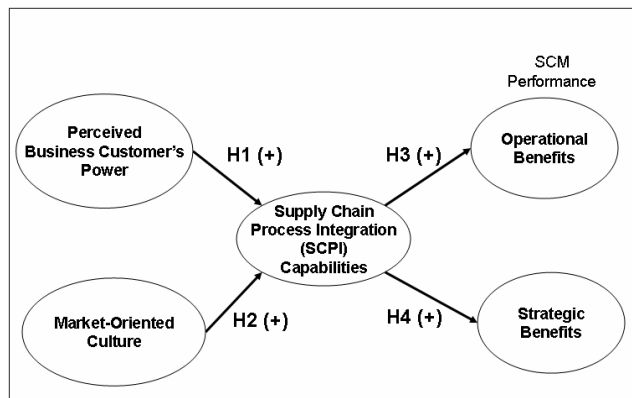 SCM
Performance
Perceived
Business Customer's
Power
H1 (+)
H3 (+)
Operational
Benefits
Supply Chain
Process Integration
(SCPI)
Capabilities
Market-Oriented
Culture
H2 (+)
H4 (+)
Strategic
Benefits